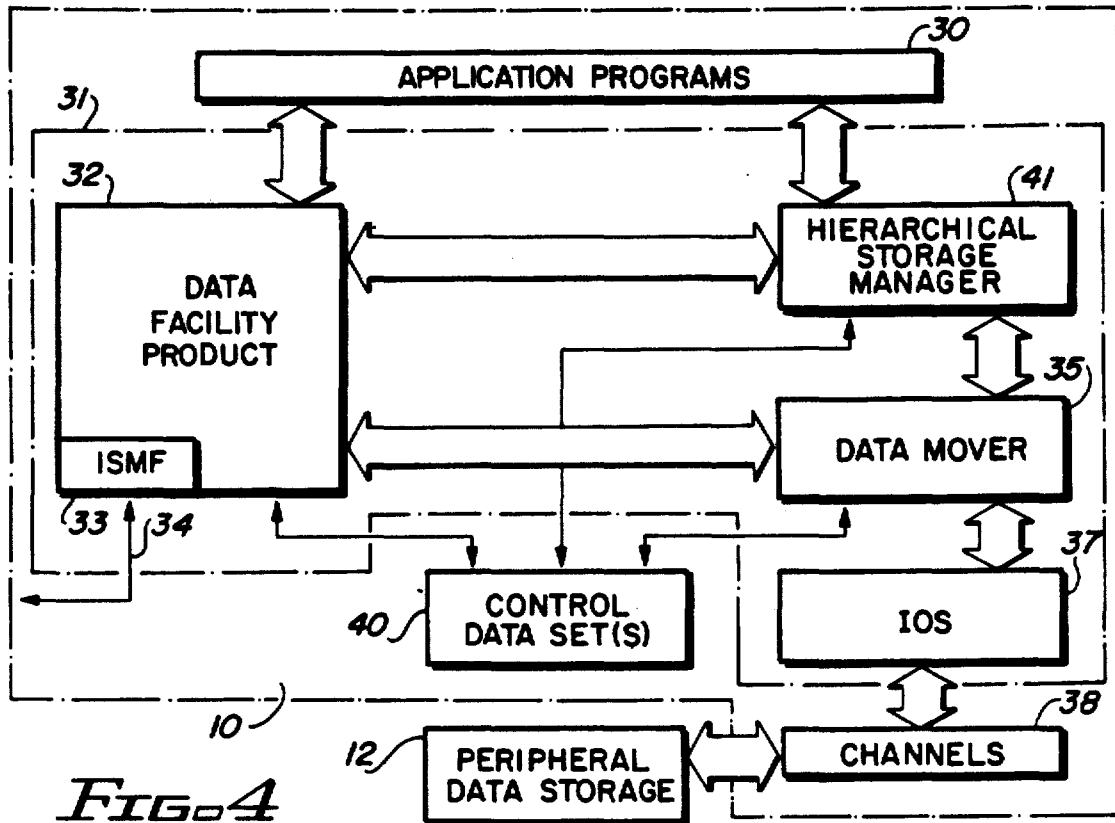 30
APPLICATION PROGRAMS
31
32
41
DATA
FACILITY
PRODUCT
HIERARCHICAL
STORAGE
MANAGER
35
DATA MOVER
ISMF
33
34
37
40
CONTROL
DATA SET(S)
IOS
10
38
12
PERIPHERAL
DATA STORAGE
CHANNELS
FIG. 4